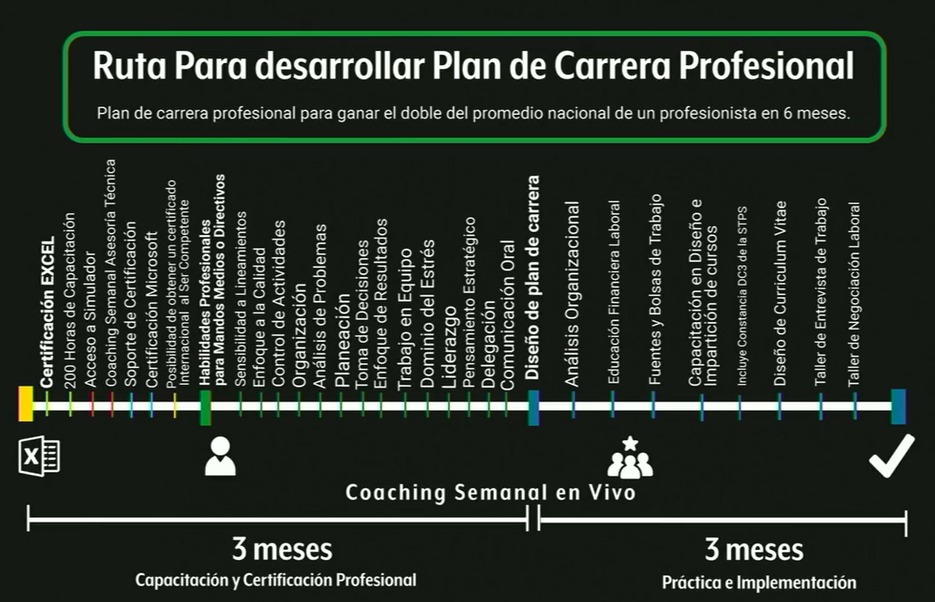 Ruta Para desarrollar Plan de Carrera Profesional
Plan de carrera profesional para ganar el doble del promedio nacional de un profesionista en 6 meses.
Certificación EXCEL
200 Horas de Capacitación
Acceso a Simulador
Coaching Semanal Asesoría Técnica
Soporte de Certificación
Certificación Microsoft
Posibilidad de obtener un certificado
Internacional al Ser Competente
Habilidades Profesionales
para Mandos Medios o Directivos
Sensibilidad a Lineamientos
Enfoque a la Calidad
Control de Actividades
Organización
Análisis de Problemas
Planeación
Toma de Decisiones
Enfoque de Resultados
Trabajo en Equipo
Dominio del Estrés
Liderazgo
Pensamiento Estratégico
Delegación
Comunicación Oral
Diseño de plan de carrera
Análisis Organizacional
Educación Financiera Laboral
Fuentes y Bolsas de Trabajo
Capacitación en Diseño e
Impartición de cursos
Incluye Constancia DC3 de la STPS
Diseño de Curriculum Vitae
Taller de Entrevista de Trabajo
Taller de Negociación Laboral
X
Coaching Semanal en Vivo
3 meses
Capacitación y Certificación Profesional
3 meses
Práctica e Implementación